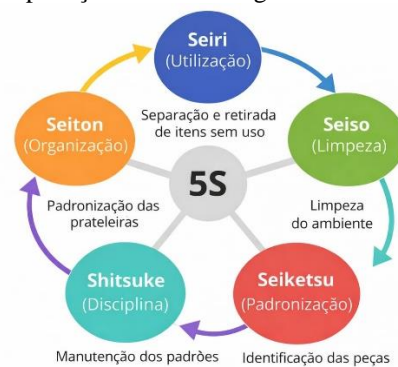 Seiri
(Utilização)
Separação e retirada
de itens sem uso
Seiso
(Limpeza)
Limpeza
do ambiente
Seiketsu
(Padronização)
Identificação das peças
Shitsuke
(Disciplina)
Manutenção dos padrões
Seiton
(Organização)
Padronização das
prateleiras
5S